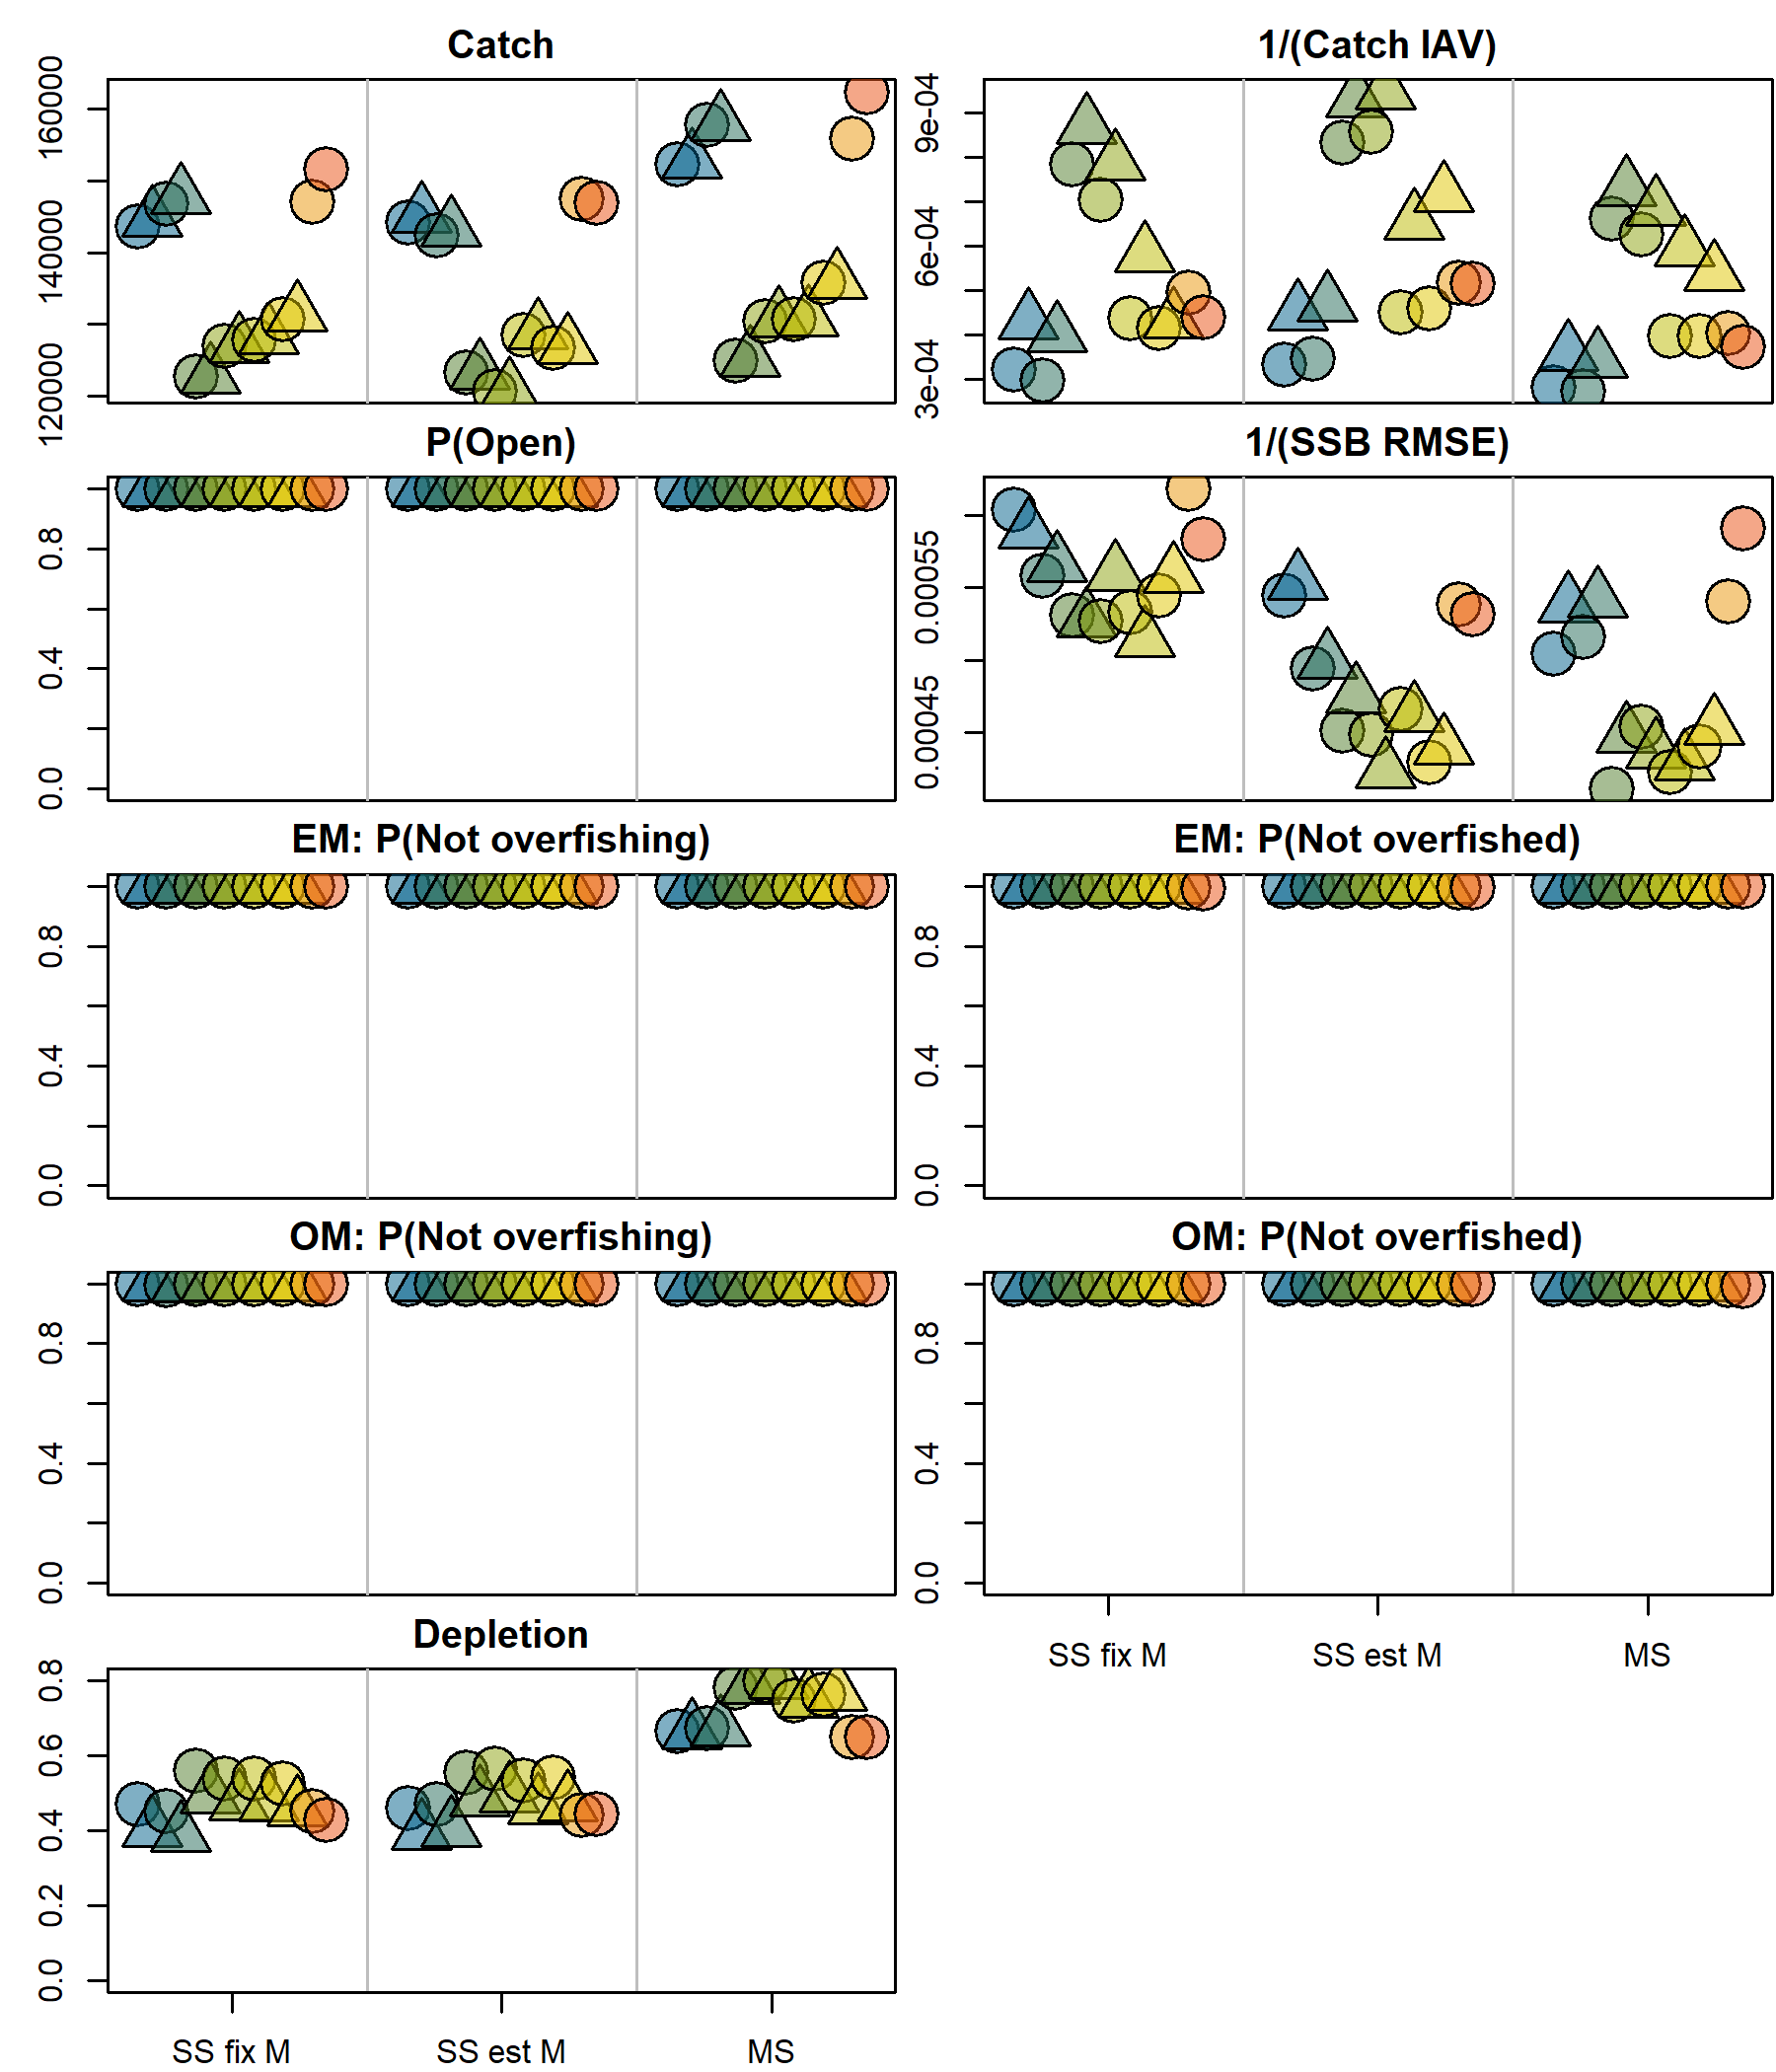 Catch
1/(Catch IAV)
160000
140000
120000
9e-04
6e-04
3e-04
P(Open)
1/(SSB RMSE)
0.8
0.4
0.0
0.00055
0.00045
EM: P(Not overfishing)
EM: P(Not overfished)
0.8
0.4
0.0
0.8
0.4
0.0
OM: P(Not overfishing)
OM: P(Not overfished)
0.8
0.4
0.0
0.8
0.4
0.0
SS fix M
SS est M
MS
Depletion
0.8
0.6
0.4
0.2
0.0
SS fix M
SS est M
MS